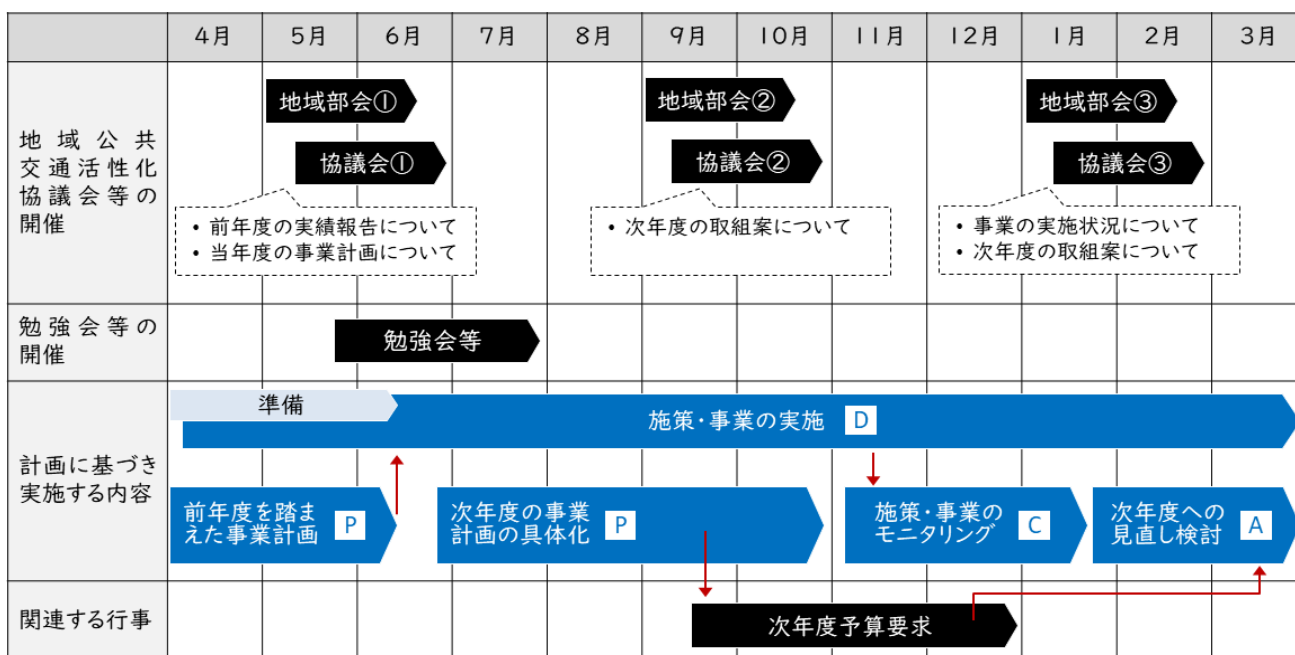 4月 5月 6月 7月 8月 9月 10月 11月 12月 1月 2月 3月
地域公共
交通活性化
協議会等の
開催
地域部会①
地域部会②
地域部会③
協議会①
協議会②
協議会③
• 前年度の実績報告について
• 当年度の事業計画について
• 次年度の取組案について
• 事業の実施状況について
• 次年度の取組案について
勉強会等の
開催
勉強会等
計画に基づき
実施する内容
準備
施策・事業の実施 D
前年度を踏ま
えた事業計画 P
次年度の事業
計画の具体化 P
施策・事業の
モニタリング C
次年度への
見直し検討 A
関連する行事
次年度予算要求